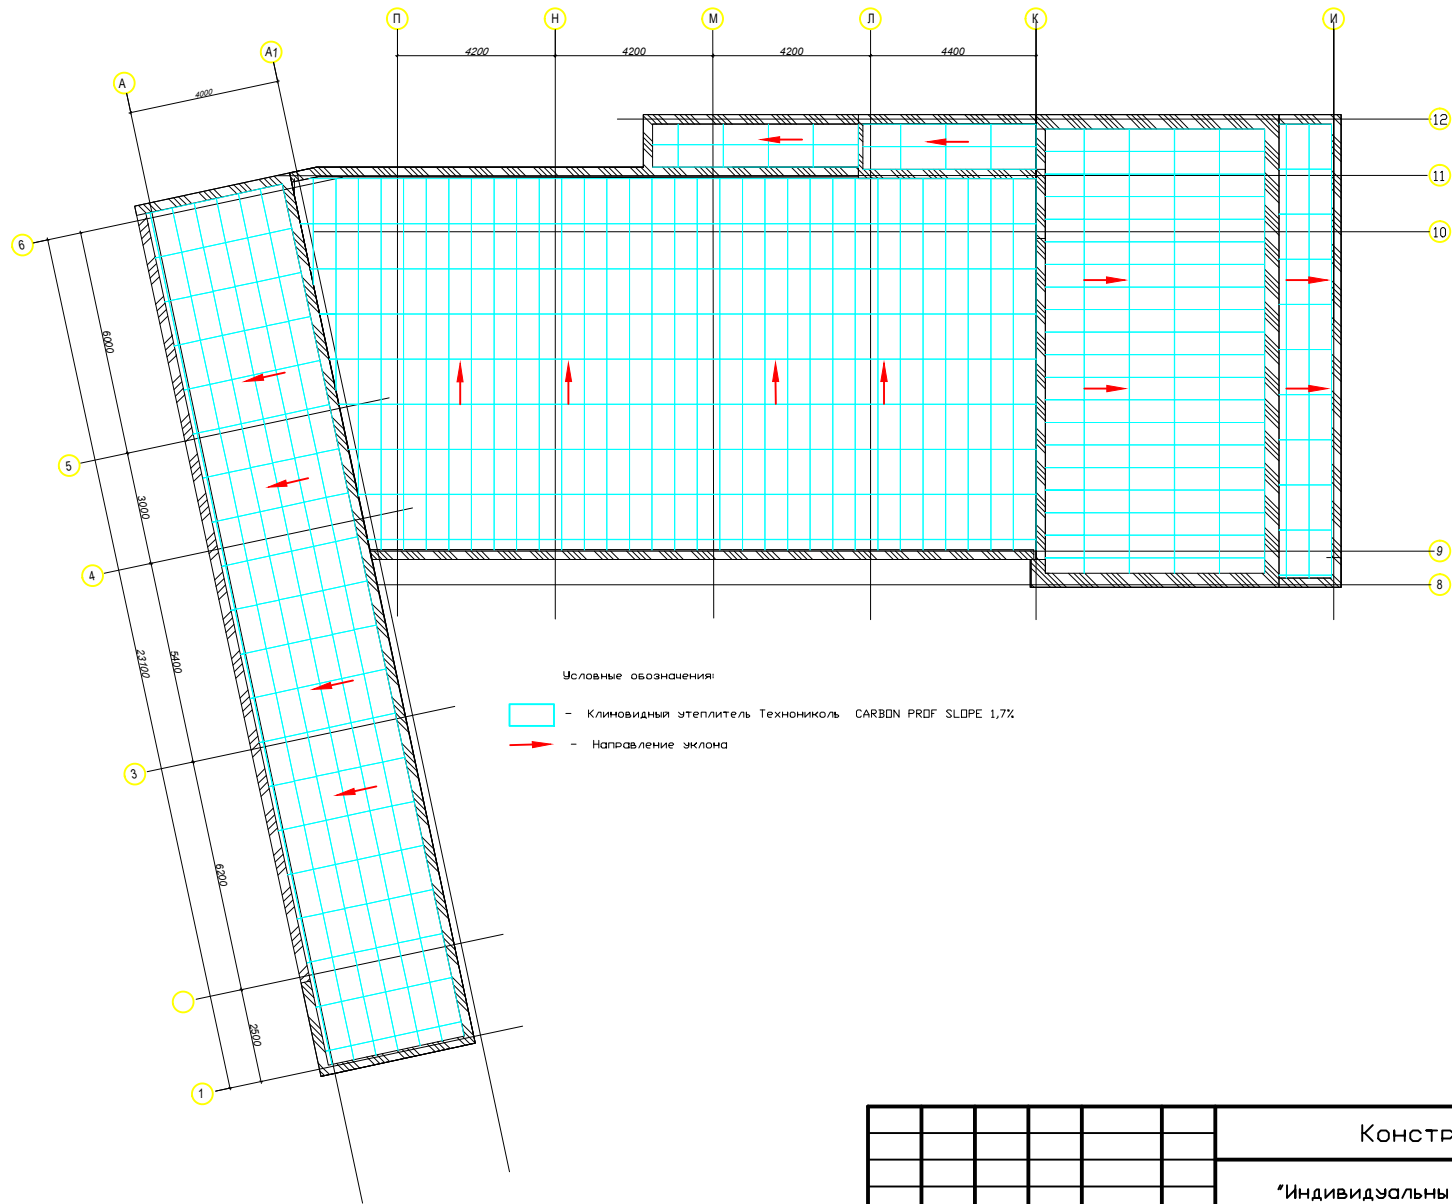 П Н М Л К И
А1
А
4200 4200 4200 4400
4000
12
11
10
9
8
6
5
4
3
1
6000
3000
5400
23100
6200
2500
Условные обозначения:
- Клиновидный утеплитель Технониколь CARBON PROF SLOPE 1,7%
- Направление уклона
Констр
"Индивидуальны